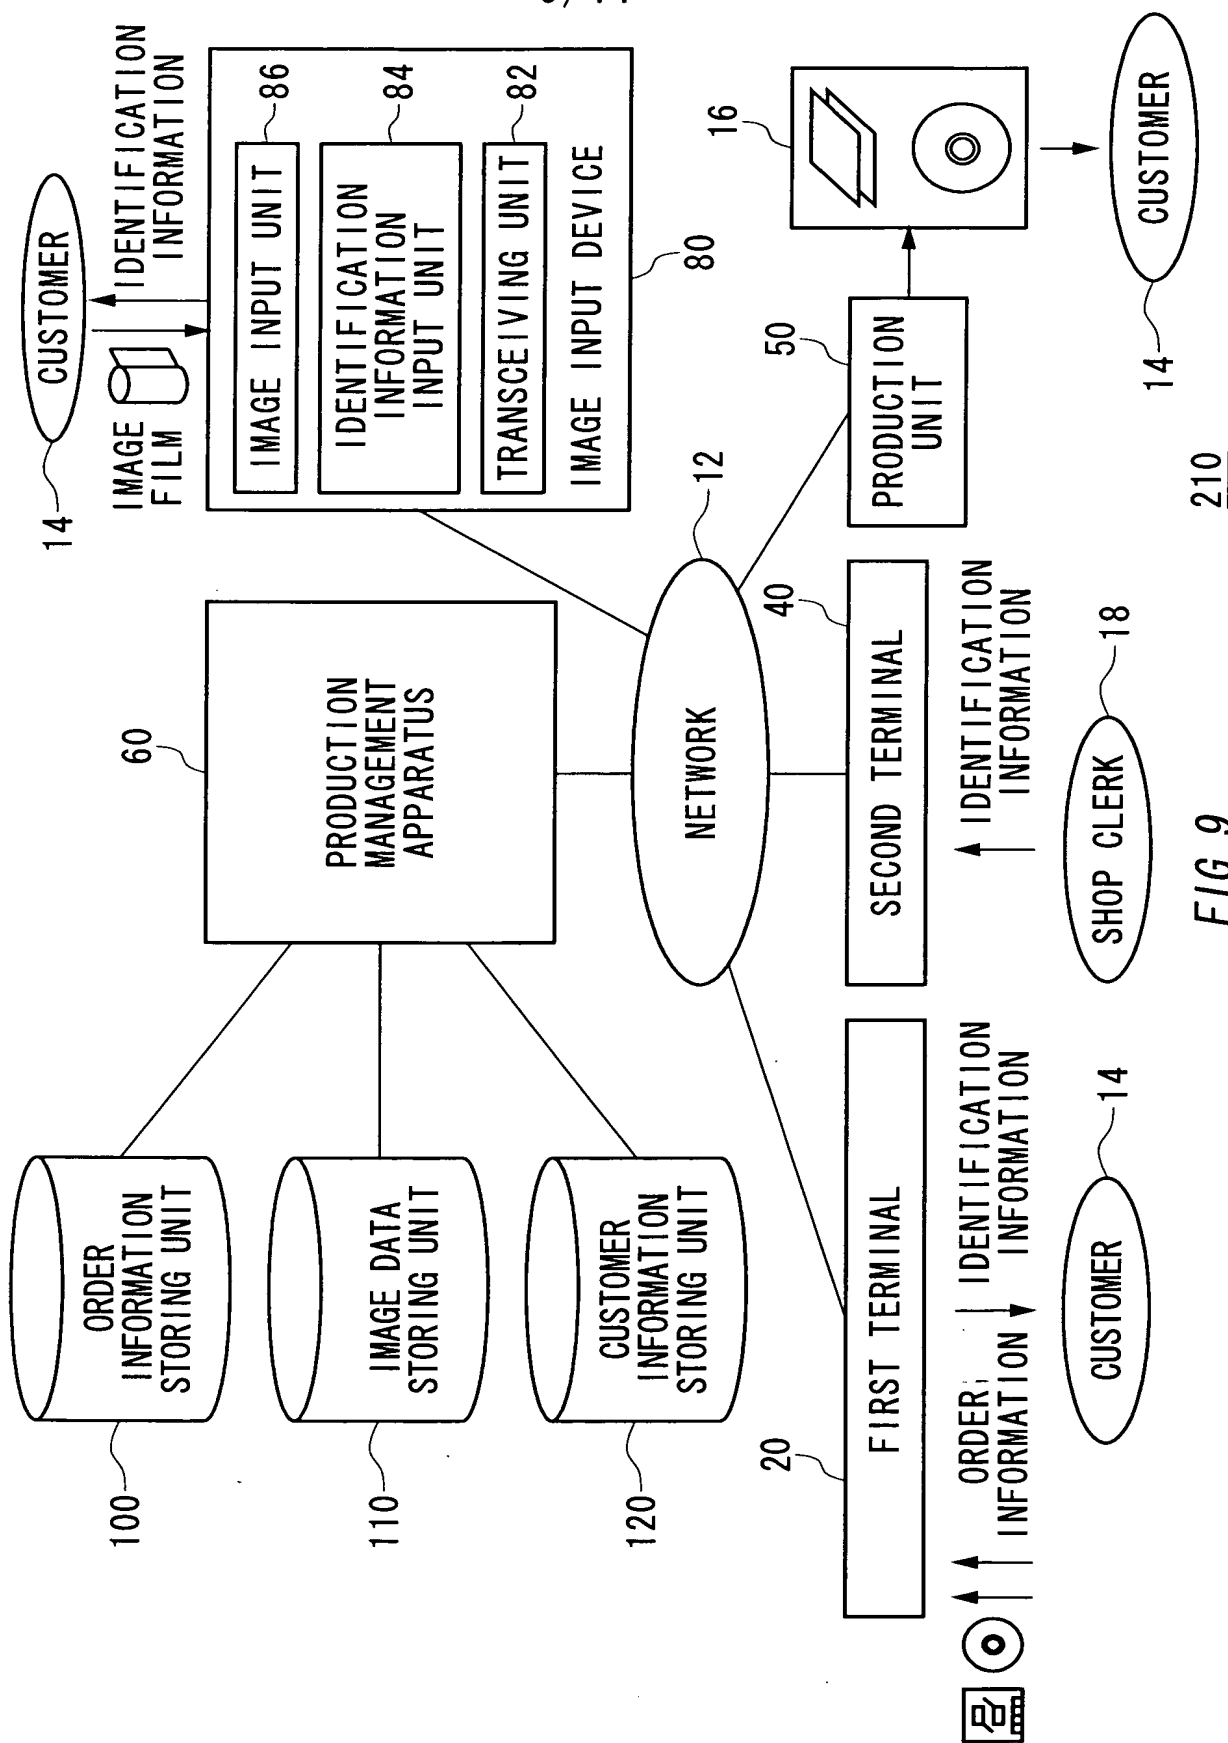 14
CUSTOMER
IMAGE
FILM
IDENTIFICATION
INFORMATION
86
IMAGE INPUT UNIT
84
IDENTIFICATION
INFORMATION
INPUT UNIT
82
TRANSCEIVING UNIT
IMAGE INPUT DEVICE
80
60
PRODUCTION
MANAGEMENT
APPARATUS
100
ORDER
INFORMATION
STORING UNIT
110
IMAGE DATA
STORING UNIT
120
CUSTOMER
INFORMATION
STORING UNIT
12
NETWORK
20
FIRST TERMINAL
ORDER
INFORMATION
IDENTIFICATION
INFORMATION
CUSTOMER
14
40
SECOND TERMINAL
IDENTIFICATION
INFORMATION
SHOP CLERK
18
50
PRODUCTION
UNIT
16
CUSTOMER
14
210
FIG. 9